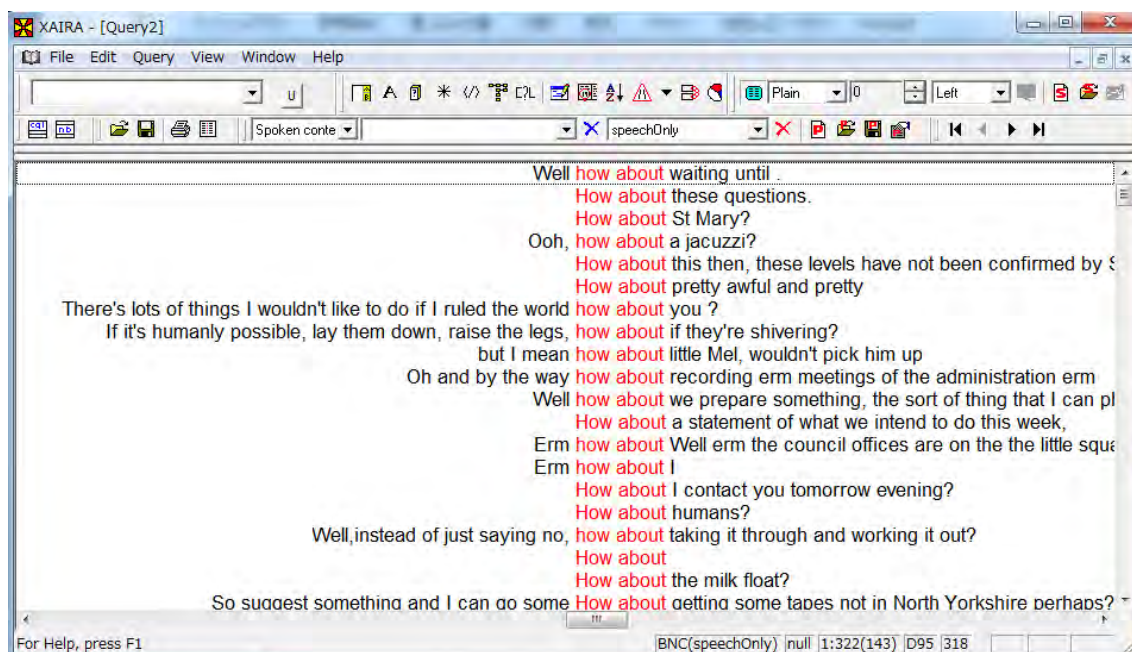 XAIRA - [Query2]
File Edit Query View Window Help
U A * </> Plain 0 Left
cql nb Spoken conte speechOnly
Well how about waiting until .
How about these questions.
How about St Mary?
Ooh, how about a jacuzzi?
How about this then, these levels have not been confirmed by S
How about pretty awful and pretty
There's lots of things I wouldn't like to do if I ruled the world how about you ?
If it's humanly possible, lay them down, raise the legs, how about if they're shivering?
but I mean how about little Mel, wouldn't pick him up
Oh and by the way how about recording erm meetings of the administration erm
Well how about we prepare something, the sort of thing that I can pl
How about a statement of what we intend to do this week,
Erm how about Well erm the council offices are on the the little squa
Erm how about I
How about I contact you tomorrow evening?
How about humans?
Well,instead of just saying no, how about taking it through and working it out?
How about
How about the milk float?
So suggest something and I can go some How about getting some tapes not in North Yorkshire perhaps?
For Help, press F1 BNC(speechOnly) null 1:322(143) D95 318